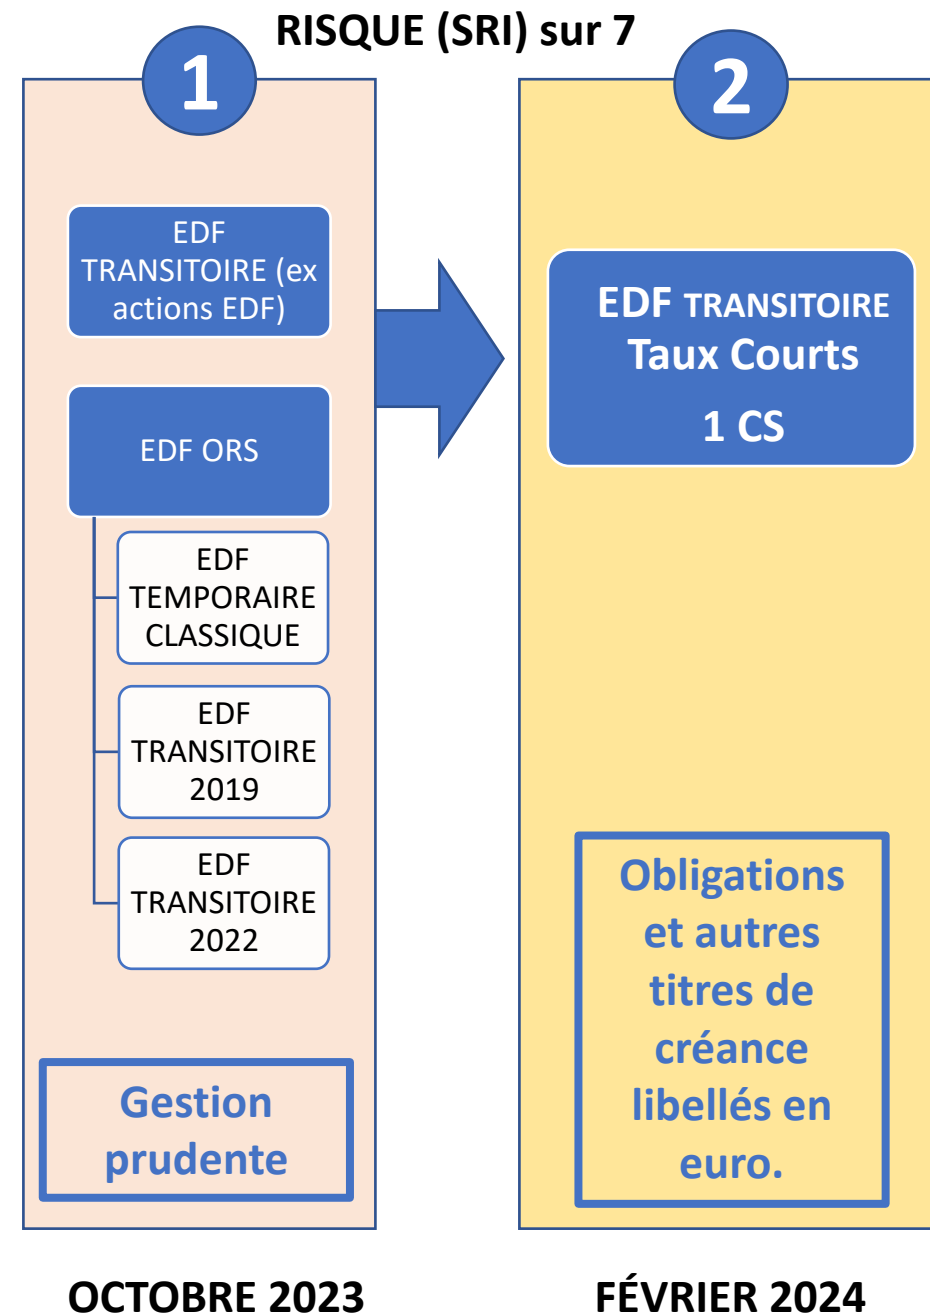 RISQUE (SRI) sur 7
1
EDF
TRANSITOIRE (ex
actions EDF)
EDF ORS
EDF
TEMPORAIRE
CLASSIQUE
EDF
TRANSITOIRE
2019
EDF
TRANSITOIRE
2022
Gestion
prudente
OCTOBRE 2023
2
EDF TRANSITOIRE
Taux Courts
1 CS
Obligations
et autres
titres de
créance
libellés en
euro.
FÉVRIER 2024